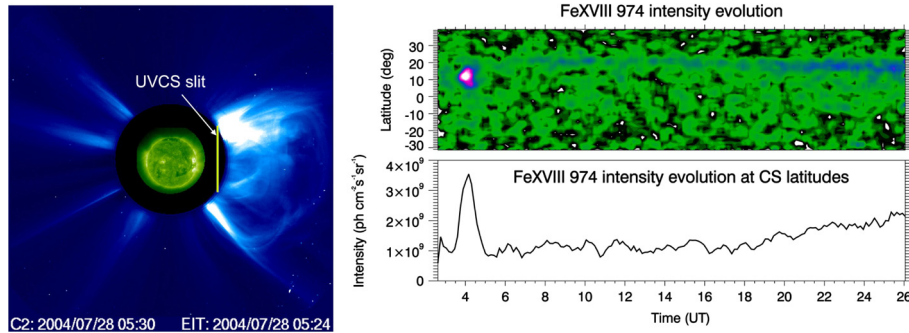 UVCS slit
C2: 2004/07/28 05:30 EIT: 2004/07/28 05:24
FeXVIII 974 intensity evolution
Latitude (deg)
30
20
10
0
-10
-20
-30
FeXVIII 974 intensity evolution at CS latitudes
Intensity (ph cm⁻²s⁻¹sr⁻¹)
4×10⁹
3×10⁹
2×10⁹
1×10⁹
0
4 6 8 10 12 14 16 18 20 22 24 26
Time (UT)